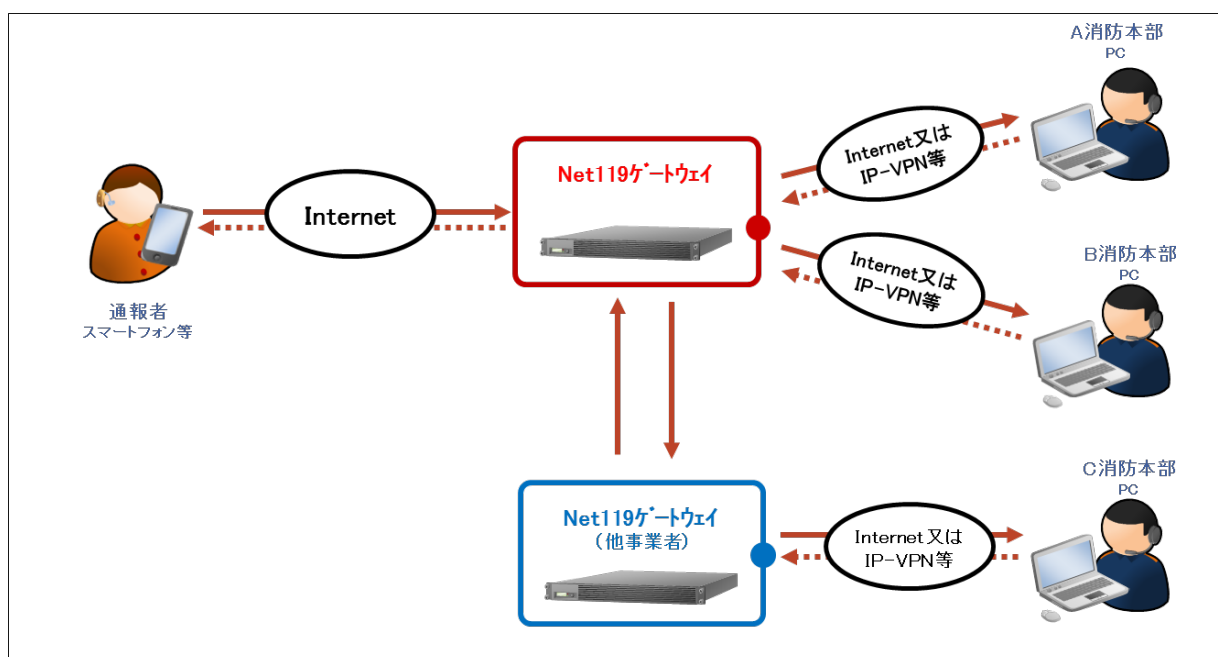 A消防本部
PC
Internet又は
IP-VPN等
Net119ｹﾞｰﾄｳｪｲ
Internet
通報者
スマートフォン等
B消防本部
PC
Internet又は
IP-VPN等
C消防本部
PC
Net119ｹﾞｰﾄｳｪｲ
（他事業者）
Internet又は
IP-VPN等